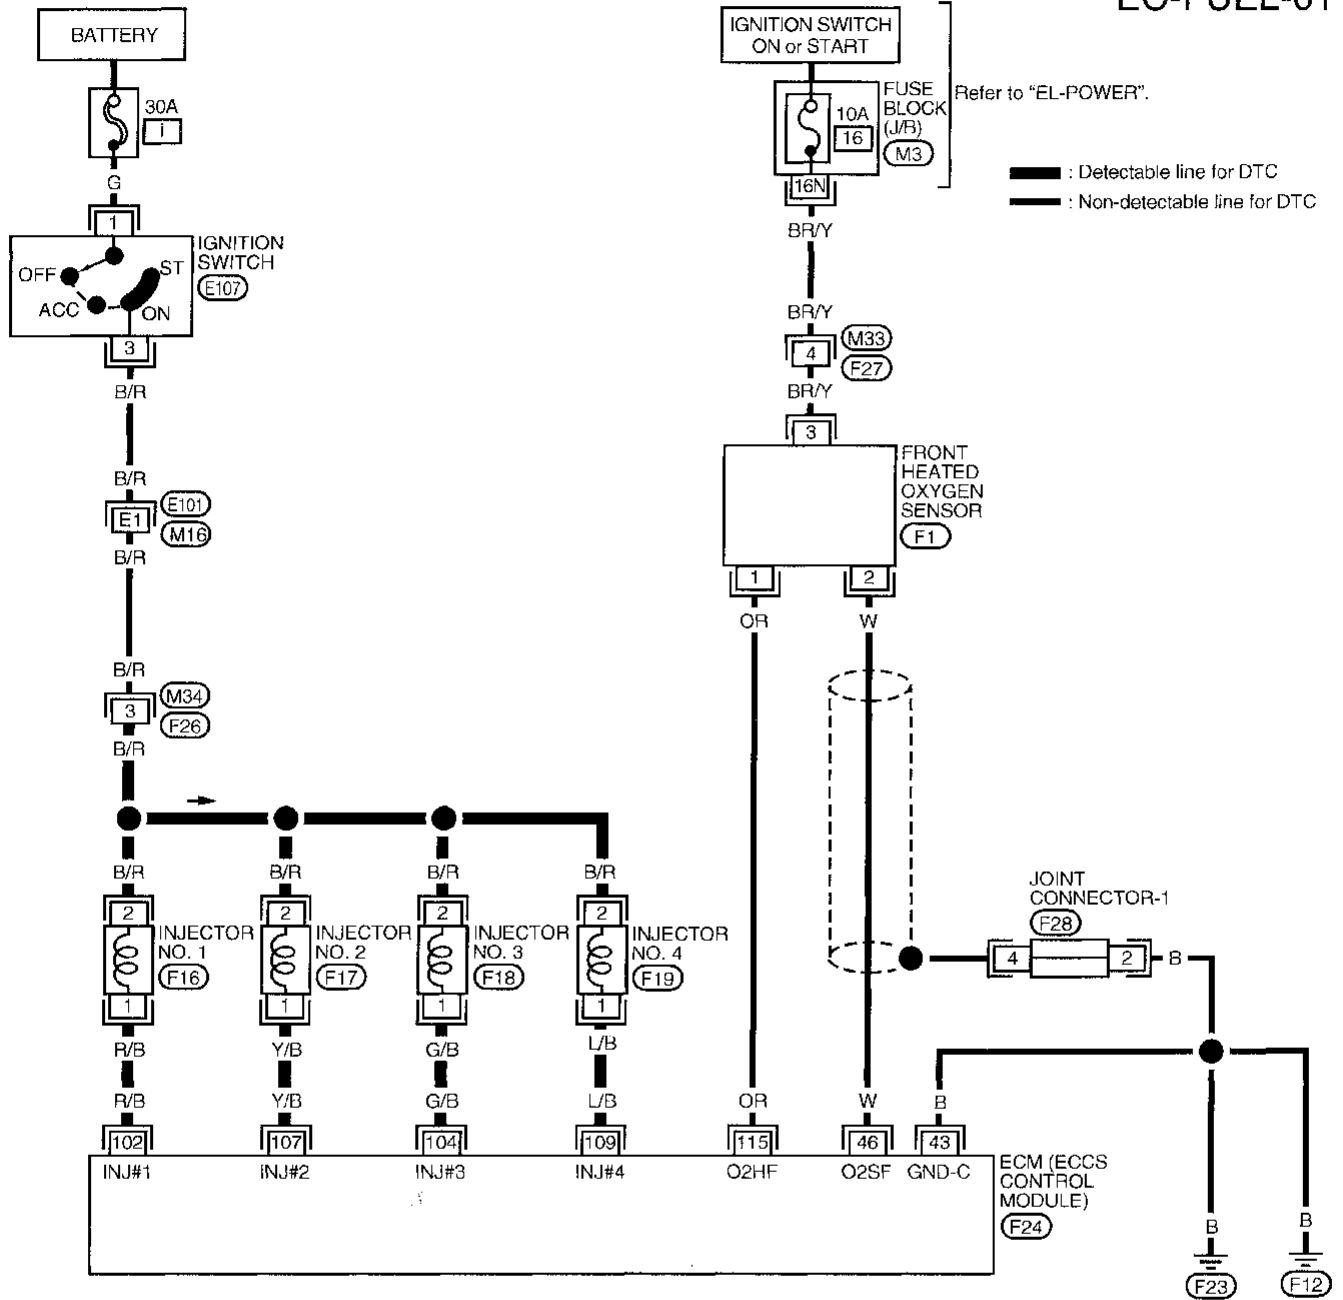 BATTERY
30A
G
1
IGNITION
SWITCH
E107
OFF
ST
ACC
ON
3
B/R
B/R
E1
E101
M16
B/R
B/R
3
M34
F26
B/R
IGNITION SWITCH
ON or START
FUSE
BLOCK
(J/B)
M3
10A
16
16N
Refer to "EL-POWER".
: Detectable line for DTC
: Non-detectable line for DTC
BR/Y
BR/Y
4
M33
F27
BR/Y
3
FRONT
HEATED
OXYGEN
SENSOR
F1
1
2
OR
W
B/R
B/R
B/R
B/R
2
2
2
2
INJECTOR
NO. 1
F16
INJECTOR
NO. 2
F17
INJECTOR
NO. 3
F18
INJECTOR
NO. 4
F19
1
1
1
1
R/B
Y/B
G/B
L/B
JOINT
CONNECTOR-1
F28
4
2
B
R/B
Y/B
G/B
L/B
OR
W
B
102
107
104
109
115
46
43
INJ#1
INJ#2
INJ#3
INJ#4
O2HF
O2SF
GND-C
ECM (ECCS
CONTROL
MODULE)
F24
B
B
F23
F12